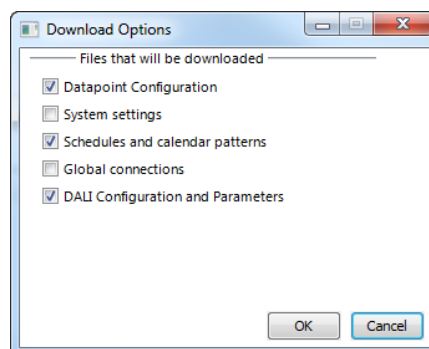 Download Options
Files that will be downloaded
Datapoint Configuration
System settings
Schedules and calendar patterns
Global connections
DALI Configuration and Parameters
OK Cancel